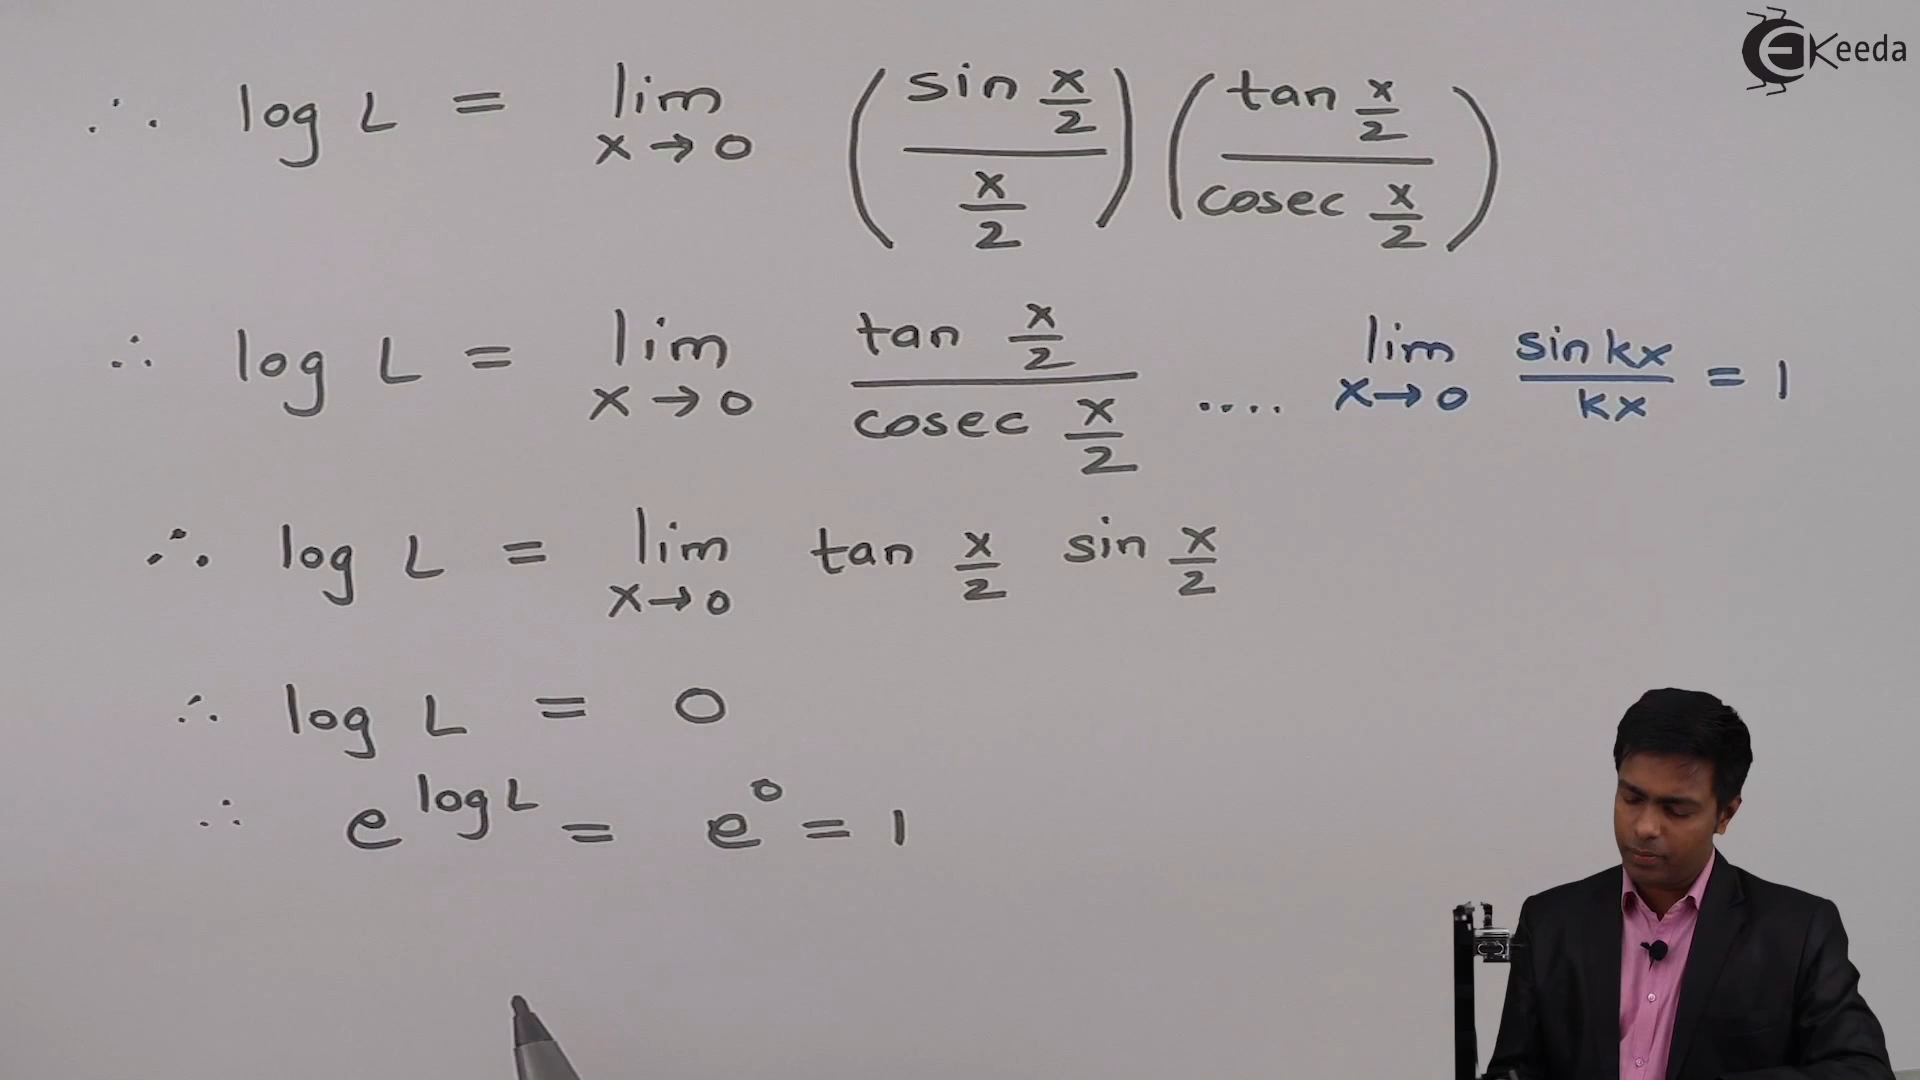 EKeeda
∴ log L = lim x→0 (sin x/2 / x/2) (tan x/2 / cosec x/2)
∴ log L = lim x→0 tan x/2 / cosec x/2 .... lim x→0 sin kx / kx = 1
∴ log L = lim x→0 tan x/2 sin x/2
∴ log L = 0
∴ e^log L = e^0 = 1